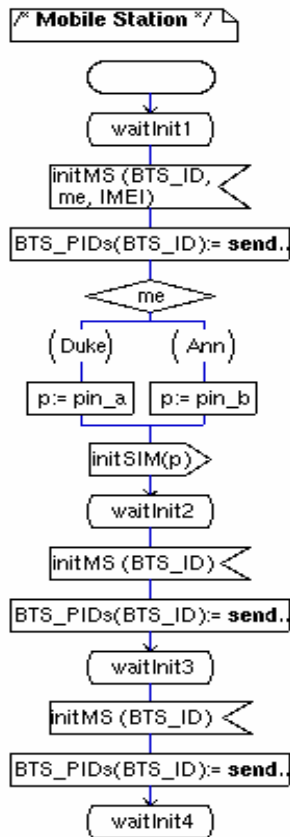 /* Mobile Station */
waitInit1
initMS (BTS_ID,
me, IMEI)
BTS_PIDs(BTS_ID):= send..
me
(Duke) (Ann)
p:= pin_a p:= pin_b
initSIM(p)
waitInit2
initMS (BTS_ID)
BTS_PIDs(BTS_ID):= send..
waitInit3
initMS (BTS_ID)
BTS_PIDs(BTS_ID):= send..
waitInit4